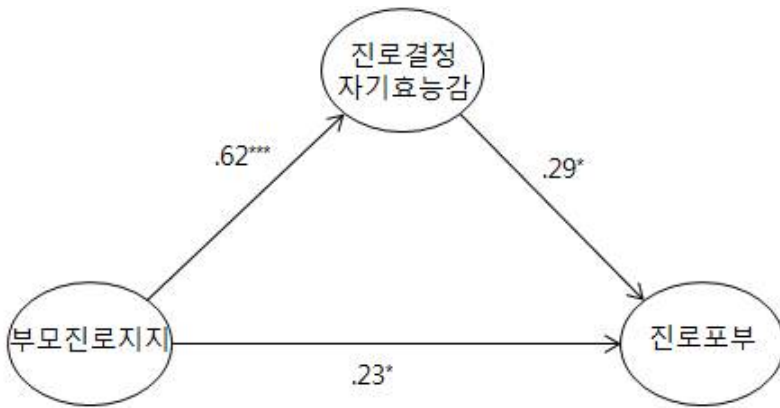 진로결정
자기효능감
.62***
.29*
부모진로지지
진로포부
.23*